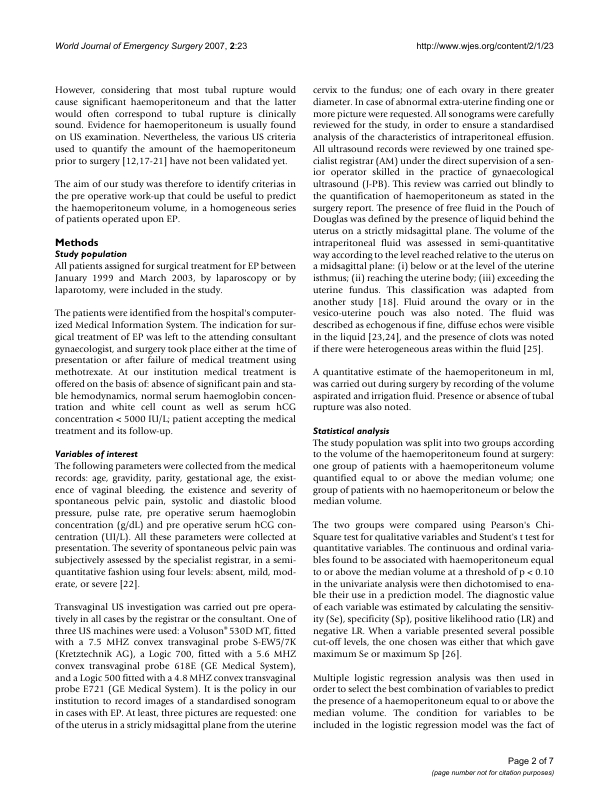 World Journal of Emergency Surgery 2007, 2:23
http://www.wjes.org/content/2/1/23
However, considering that most tubal rupture would
cause significant haemoperitoneum and that the latter
would often correspond to tubal rupture is clinically
sound. Evidence for haemoperitoneum is usually found
on US examination. Nevertheless, the various US criteria
used to quantify the amount of the haemoperitoneum
prior to surgery [12,17-21] have not been validated yet.
The aim of our study was therefore to identify criterias in
the pre operative work-up that could be useful to predict
the haemoperitoneum volume, in a homogeneous series
of patients operated upon EP.
Methods
Study population
All patients assigned for surgical treatment for EP between
January 1999 and March 2003, by laparoscopy or by
laparotomy, were included in the study.
The patients were identified from the hospital's computer-
ized Medical Information System. The indication for sur-
gical treatment of EP was left to the attending consultant
gynaecologist, and surgery took place either at the time of
presentation or after failure of medical treatment using
methotrexate. At our institution medical treatment is
offered on the basis of: absence of significant pain and sta-
ble hemodynamics, normal serum haemoglobin concen-
tration and white cell count as well as serum hCG
concentration < 5000 IU/L; patient accepting the medical
treatment and its follow-up.
Variables of interest
The following parameters were collected from the medical
records: age, gravidity, parity, gestational age, the exist-
ence of vaginal bleeding, the existence and severity of
spontaneous pelvic pain, systolic and diastolic blood
pressure, pulse rate, pre operative serum haemoglobin
concentration (g/dL) and pre operative serum hCG con-
centration (UI/L). All these parameters were collected at
presentation. The severity of spontaneous pelvic pain was
subjectively assessed by the specialist registrar, in a semi-
quantitative fashion using four levels: absent, mild, mod-
erate, or severe [22].
Transvaginal US investigation was carried out pre opera-
tively in all cases by the registrar or the consultant. One of
three US machines were used: a Voluson® 530D MT, fitted
with a 7.5 MHZ convex transvaginal probe S-EW5/7K
(Kretztechnik AG), a Logic 700, fitted with a 5.6 MHZ
convex transvaginal probe 618E (GE Medical System),
and a Logic 500 fitted with a 4.8 MHZ convex transvaginal
probe E721 (GE Medical System). It is the policy in our
institution to record images of a standardised sonogram
in cases with EP. At least, three pictures are requested: one
of the uterus in a stricly midsagittal plane from the uterine
cervix to the fundus; one of each ovary in there greater
diameter. In case of abnormal extra-uterine finding one or
more picture were requested. All sonograms were carefully
reviewed for the study, in order to ensure a standardised
analysis of the characteristics of intraperitoneal effusion.
All ultrasound records were reviewed by one trained spe-
cialist registrar (AM) under the direct supervision of a sen-
ior operator skilled in the practice of gynaecological
ultrasound (J-PB). This review was carried out blindly to
the quantification of haemoperitoneum as stated in the
surgery report. The presence of free fluid in the Pouch of
Douglas was defined by the presence of liquid behind the
uterus on a strictly midsagittal plane. The volume of the
intraperitoneal fluid was assessed in semi-quantitative
way according to the level reached relative to the uterus on
a midsagittal plane: (i) below or at the level of the uterine
isthmus; (ii) reaching the uterine body; (iii) exceeding the
uterine fundus. This classification was adapted from
another study [18]. Fluid around the ovary or in the
vesico-uterine pouch was also noted. The fluid was
described as echogenous if fine, diffuse echos were visible
in the liquid [23,24], and the presence of clots was noted
if there were heterogeneous areas within the fluid [25].
A quantitative estimate of the haemoperitoneum in ml,
was carried out during surgery by recording of the volume
aspirated and irrigation fluid. Presence or absence of tubal
rupture was also noted.
Statistical analysis
The study population was split into two groups according
to the volume of the haemoperitoneum found at surgery:
one group of patients with a haemoperitoneum volume
quantified equal to or above the median volume; one
group of patients with no haemoperitoneum or below the
median volume.
The two groups were compared using Pearson's Chi-
Square test for qualitative variables and Student's t test for
quantitative variables. The continuous and ordinal varia-
bles found to be associated with haemoperitoneum equal
to or above the median volume at a threshold of p < 0.10
in the univariate analysis were then dichotomised to ena-
ble their use in a prediction model. The diagnostic value
of each variable was estimated by calculating the sensitiv-
ity (Se), specificity (Sp), positive likelihood ratio (LR) and
negative LR. When a variable presented several possible
cut-off levels, the one chosen was either that which gave
maximum Se or maximum Sp [26].
Multiple logistic regression analysis was then used in
order to select the best combination of variables to predict
the presence of a haemoperitoneum equal to or above the
median volume. The condition for variables to be
included in the logistic regression model was the fact of
Page 2 of 7
(page number not for citation purposes)